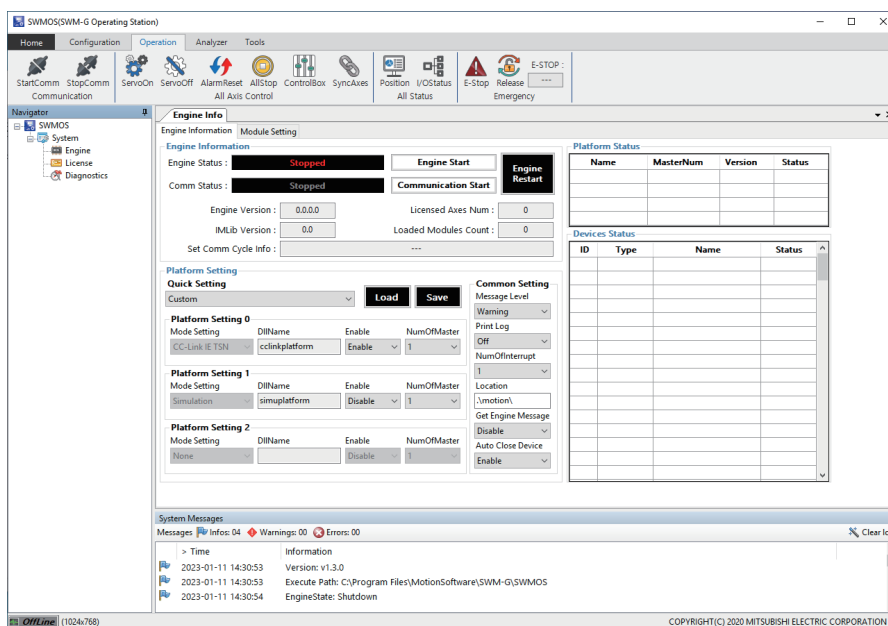 SWMOS(SWM-G Operating Station)
Home Configuration Operation Analyzer Tools
StartComm StopComm ServoOn ServoOff AlarmReset AllStop ControlBox SyncAxes Position I/OStatus E-Stop Release E-STOP : ---
Communication All Axis Control All Status Emergency
Navigator
SWMOS
System
Engine
License
Diagnostics
Engine Info
Engine Information Module Setting
Engine Information
Engine Status : Stopped Engine Start Engine Restart
Comm Status : Stopped Communication Start
Engine Version : 0.0.0.0 Licensed Axes Num : 0
IMLib Version : 0.0 Loaded Modules Count : 0
Set Comm Cycle Info : ---
Platform Setting
Quick Setting
Custom Load Save
Platform Setting 0
Mode Setting DllName Enable NumOfMaster
CC-Link IE TSN cclinkplatform Enable 1
Platform Setting 1
Mode Setting DllName Enable NumOfMaster
Simulation simuplatform Disable 1
Platform Setting 2
Mode Setting DllName Enable NumOfMaster
None Disable 1
Common Setting
Message Level
Warning
Print Log
Off
NumOfInterrupt
1
Location
.\motion\
Get Engine Message
Disable
Auto Close Device
Enable
Platform Status
Name MasterNum Version Status
Devices Status
ID Type Name Status
System Messages
Messages Infos: 04 Warnings: 00 Errors: 00 Clear lo
> Time Information
2023-01-11 14:30:53 Version: v1.3.0
2023-01-11 14:30:53 Execute Path: C:\Program Files\MotionSoftware\SWM-G\SWMOS
2023-01-11 14:30:54 EngineState: Shutdown
OffLine (1024x768) COPYRIGHT(C) 2020 MITSUBISHI ELECTRIC CORPORATION